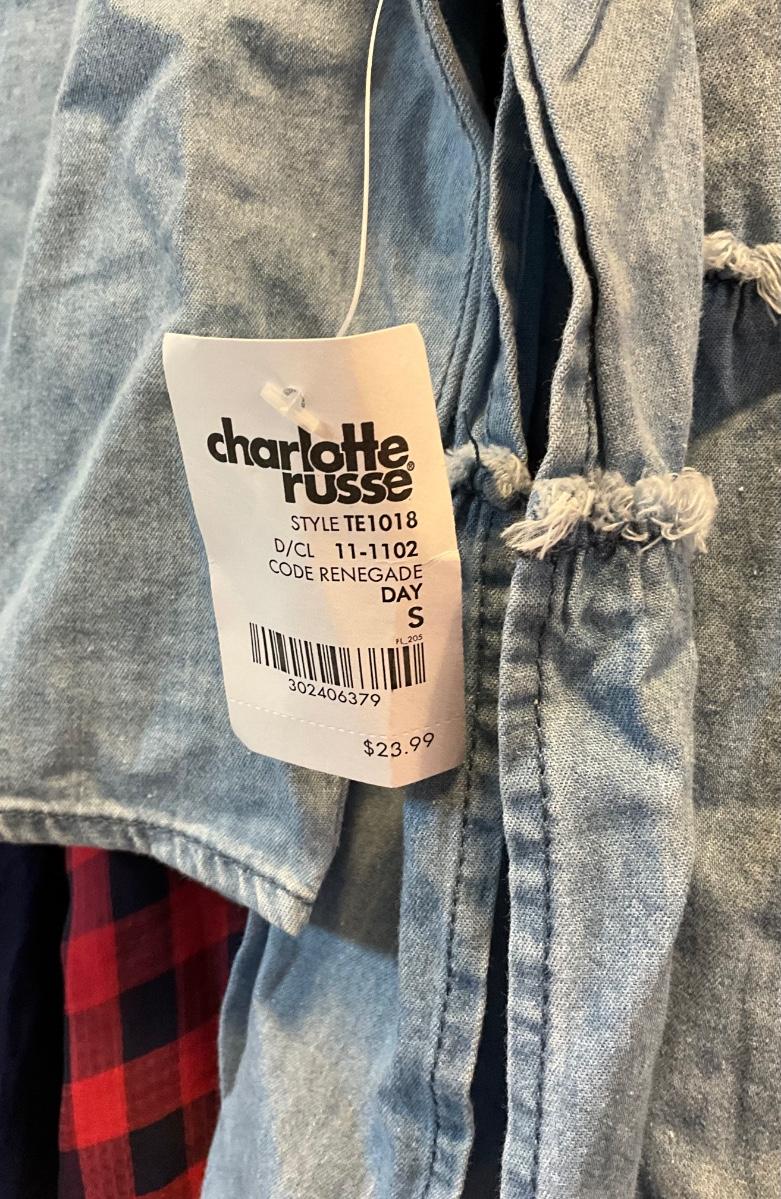 charlotte
russe®
STYLE TE1018
D/CL 11-1102
CODE RENEGADE
DAY
S
PL_205
302406379
$23.99